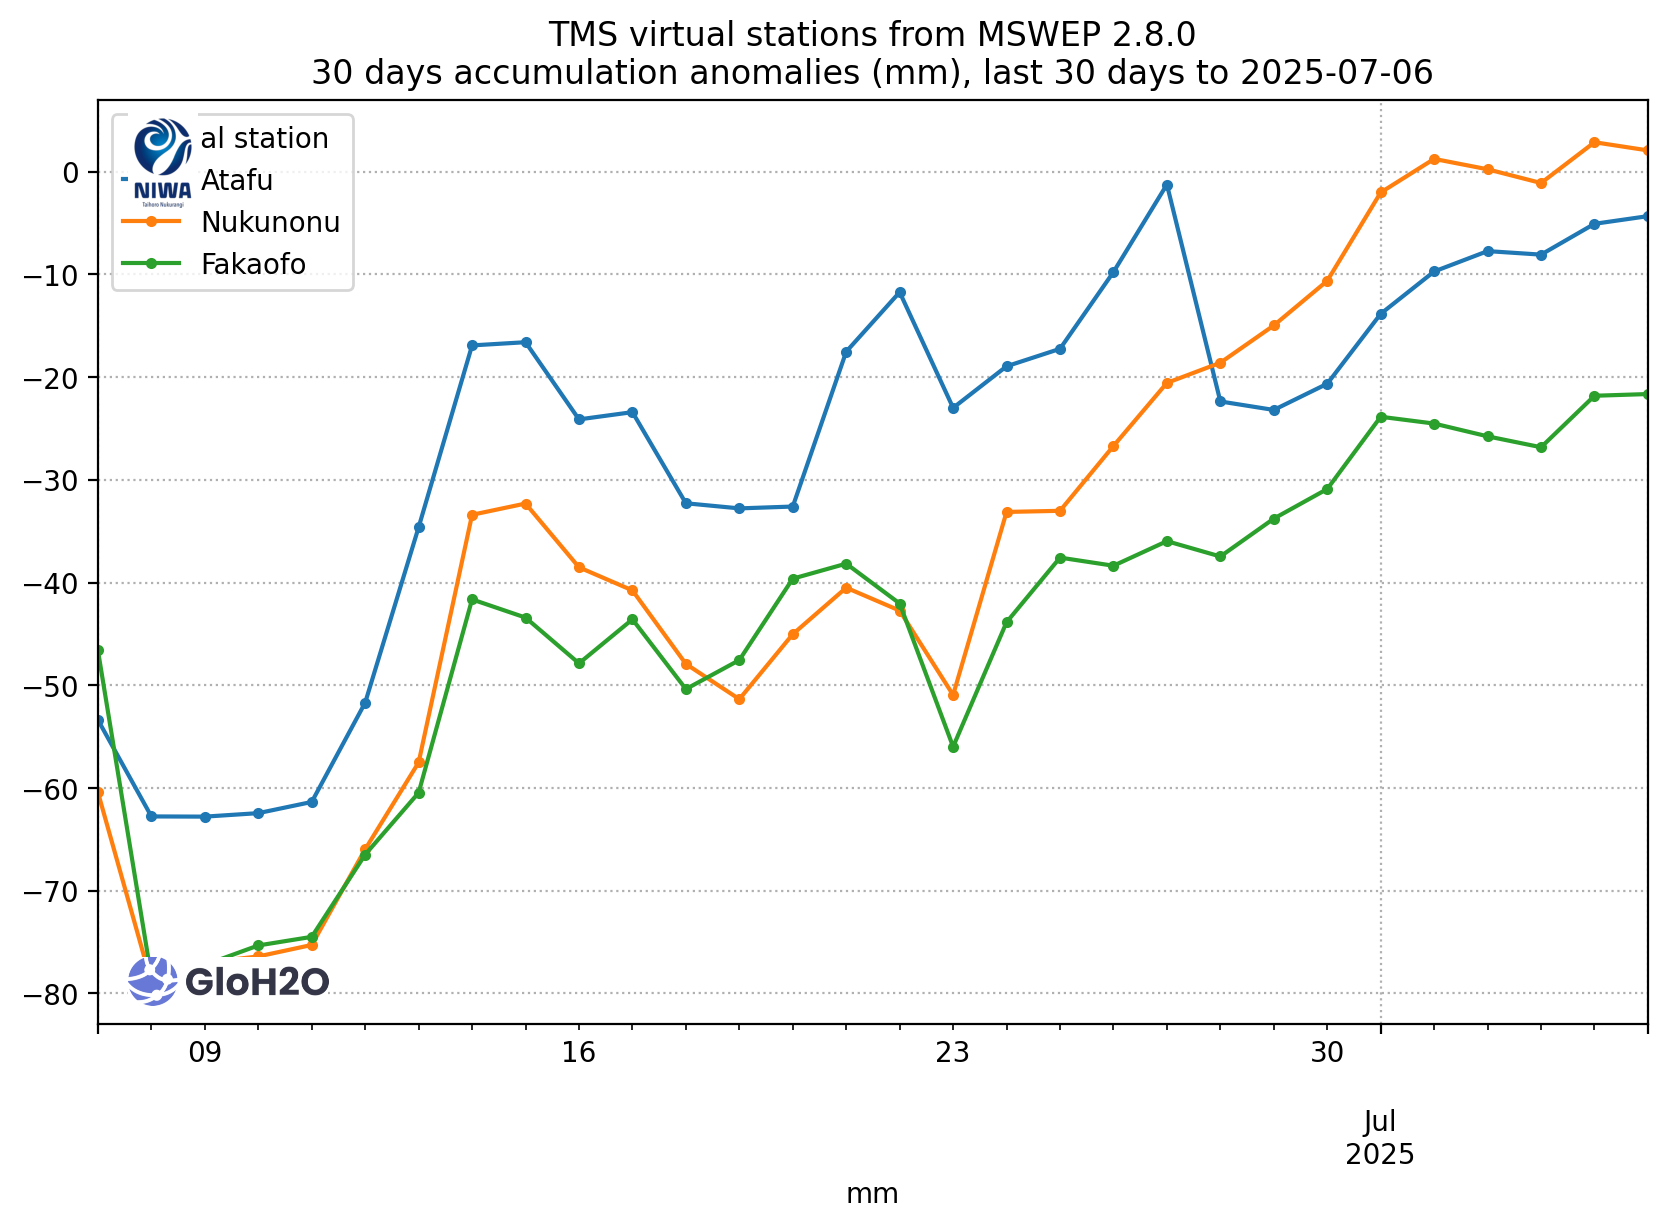 TMS virtual stations from MSWEP 2.8.0
30 days accumulation anomalies (mm), last 30 days to 2025-07-06
al station
Atafu
Nukunonu
Fakaofo
NIWA
Taihoro Nukurangi
0
−10
−20
−30
−40
−50
−60
−70
−80
GloH2O
09
16
23
30
Jul
2025
mm